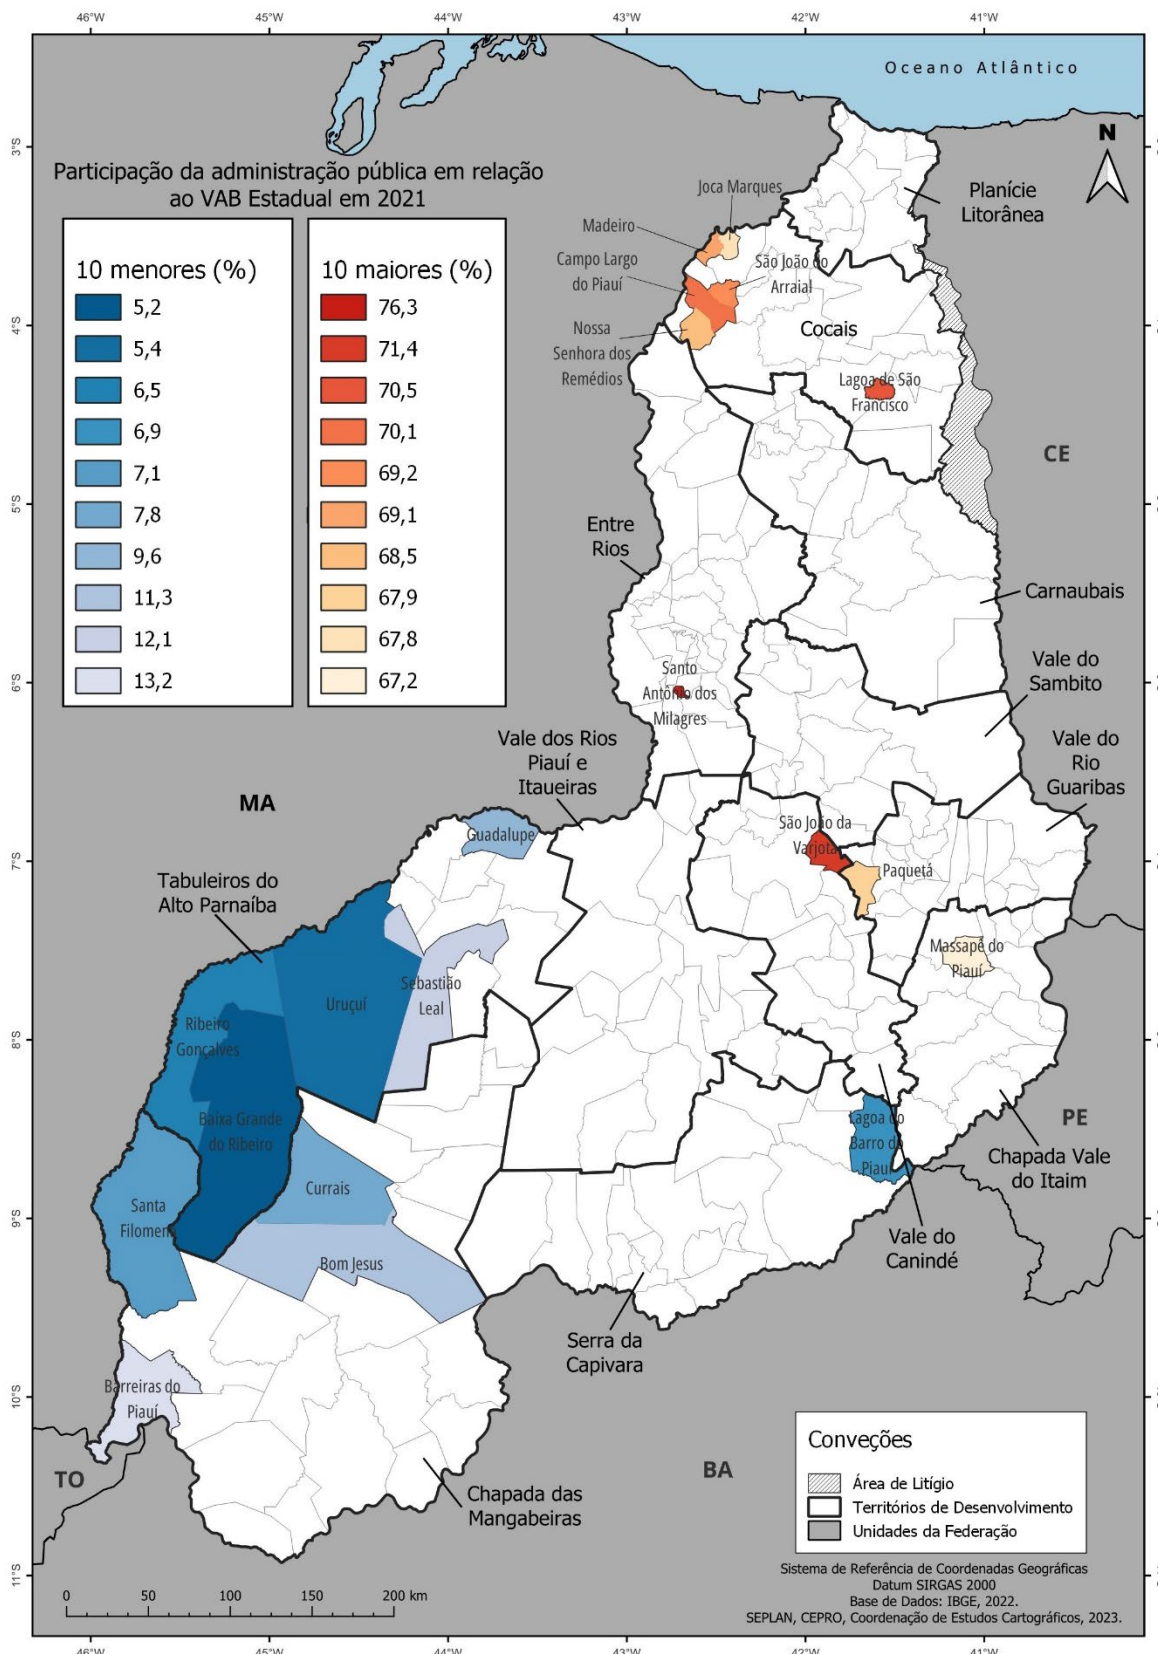 46°W
45°W
44°W
43°W
42°W
41°W
Oceano Atlântico
N
3°S
4°S
5°S
6°S
7°S
8°S
9°S
10°S
11°S
Participação da administração pública em relação
ao VAB Estadual em 2021
10 menores (%)
5,2
5,4
6,5
6,9
7,1
7,8
9,6
11,3
12,1
13,2
10 maiores (%)
76,3
71,4
70,5
70,1
69,2
69,1
68,5
67,9
67,8
67,2
Joca Marques
Madeiro
Campo Largo
do Piauí
São João do
Arraial
Nossa
Senhora dos
Remédios
Planície
Litorânea
Cocais
Lagoa de São
Francisco
CE
Entre
Rios
Carnaubais
Santo
Antônio dos
Milagres
Vale do
Sambito
Vale dos Rios
Piauí e
Itaueiras
Vale do
Rio
Guaribas
MA
Guadalupe
São João da
Varjota
Paquetá
Tabuleiros do
Alto Parnaíba
Massapê do
Piauí
Sebastião
Leal
Uruçuí
Ribeiro
Gonçalves
Baixa Grande
do Ribeiro
Lagoa do
Barro do
Piauí
PE
Chapada Vale
do Itaim
Currais
Santa
Filomena
Vale do
Canindé
Bom Jesus
Serra da
Capivara
Barreiras do
Piauí
TO
BA
Chapada das
Mangabeiras
Conveções
Área de Litígio
Territórios de Desenvolvimento
Unidades da Federação
0 50 100 150 200 km
Sistema de Referência de Coordenadas Geográficas
Datum SIRGAS 2000
Base de Dados: IBGE, 2022.
SEPLAN, CEPRO, Coordenação de Estudos Cartográficos, 2023.
46°W
45°W
44°W
43°W
42°W
41°W